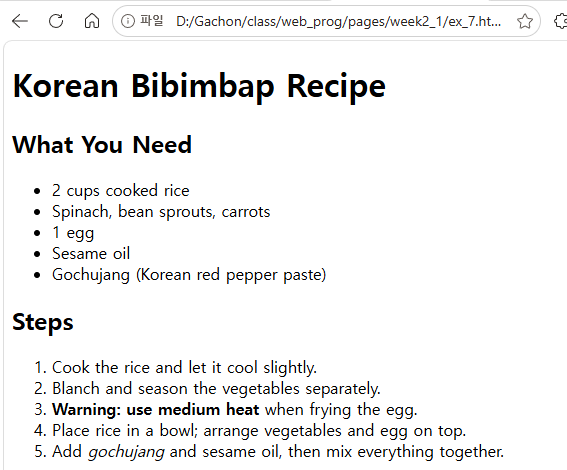 파일 D:/Gachon/class/web_prog/pages/week2_1/ex_7.ht...
Korean Bibimbap Recipe
What You Need
• 2 cups cooked rice
• Spinach, bean sprouts, carrots
• 1 egg
• Sesame oil
• Gochujang (Korean red pepper paste)
Steps
1. Cook the rice and let it cool slightly.
2. Blanch and season the vegetables separately.
3. Warning: use medium heat when frying the egg.
4. Place rice in a bowl; arrange vegetables and egg on top.
5. Add gochujang and sesame oil, then mix everything together.